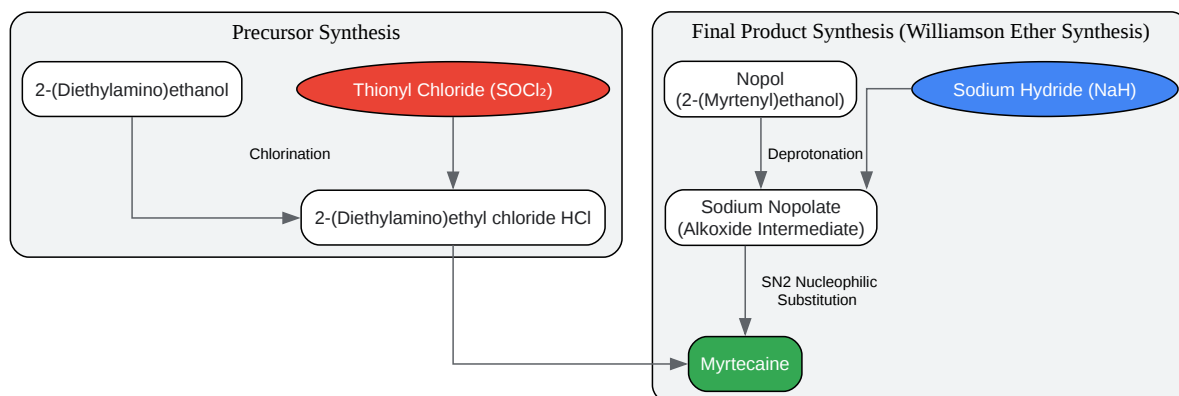 Precursor Synthesis
2-(Diethylamino)ethanol
Thionyl Chloride (SOCl₂)
Chlorination
2-(Diethylamino)ethyl chloride HCl
Final Product Synthesis (Williamson Ether Synthesis)
Nopol
(2-(Myrtenyl)ethanol)
Sodium Hydride (NaH)
Deprotonation
Sodium Nopolate
(Alkoxide Intermediate)
SN2 Nucleophilic
Substitution
Myrtecaine